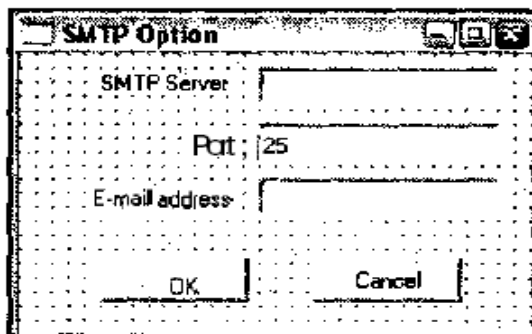 SMTP Option
SMTP Server
Port : 25
E-mail address
OK Cancel